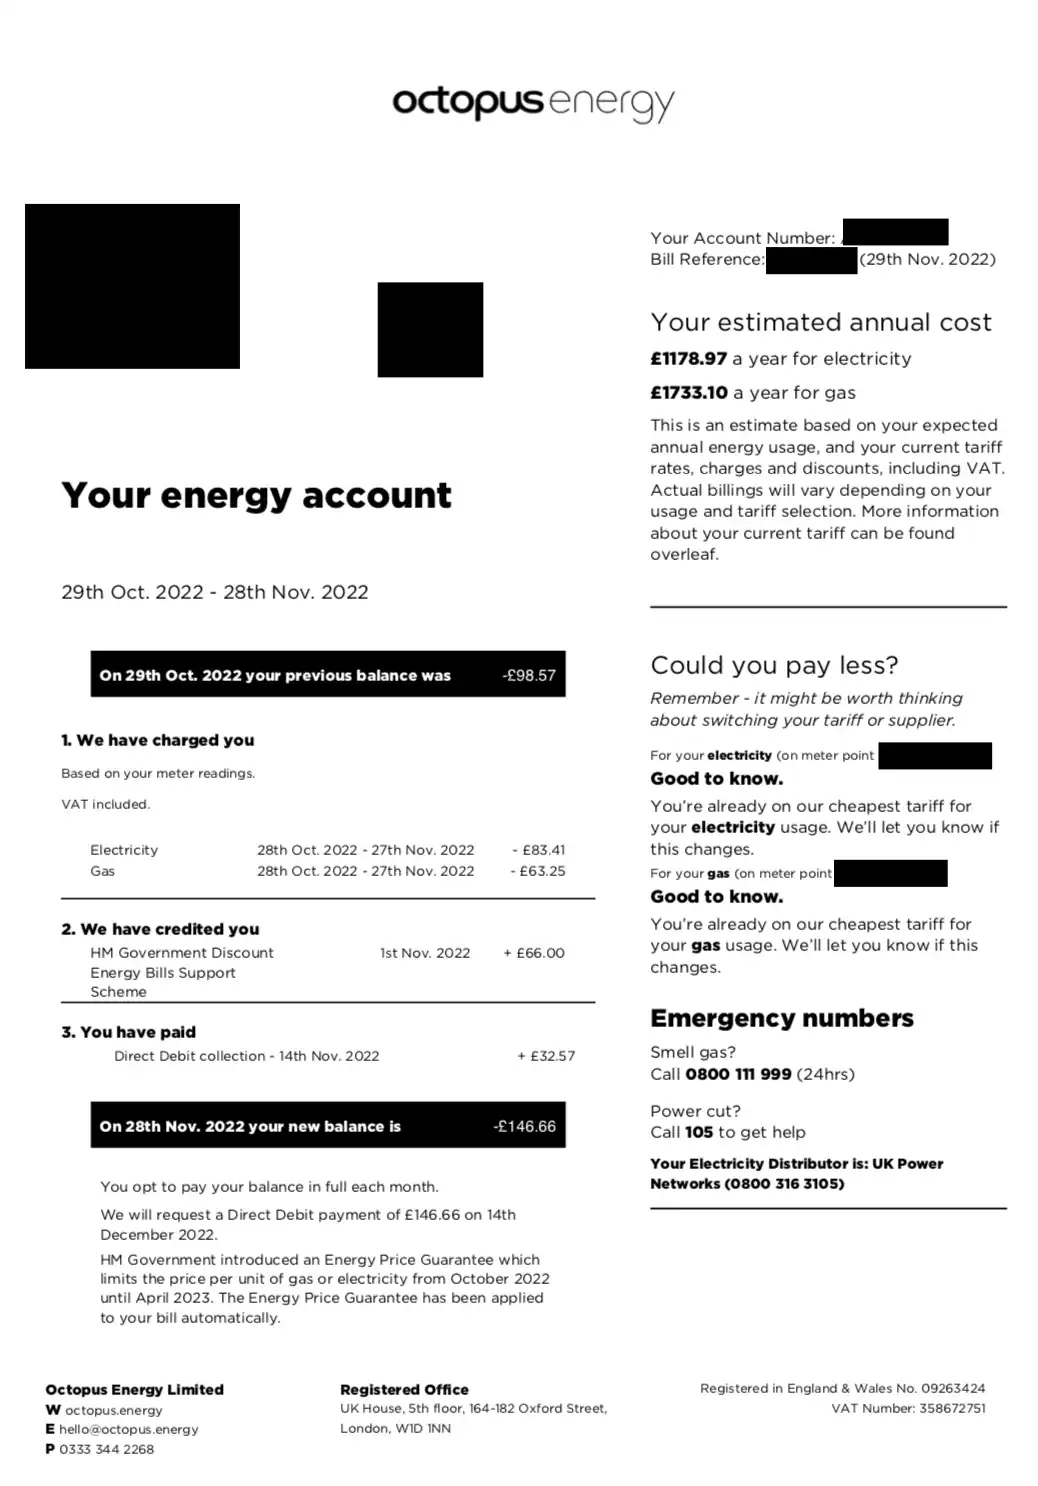 octopus energy
Your Account Number:
Bill Reference: (29th Nov. 2022)
Your estimated annual cost
£1178.97 a year for electricity
£1733.10 a year for gas
This is an estimate based on your expected
annual energy usage, and your current tariff
rates, charges and discounts, including VAT.
Actual billings will vary depending on your
usage and tariff selection. More information
about your current tariff can be found
overleaf.
Your energy account
29th Oct. 2022 - 28th Nov. 2022
On 29th Oct. 2022 your previous balance was -£98.57
1. We have charged you
Based on your meter readings.
VAT included.
Electricity 28th Oct. 2022 - 27th Nov. 2022 - £83.41
Gas 28th Oct. 2022 - 27th Nov. 2022 - £63.25
2. We have credited you
HM Government Discount 1st Nov. 2022 + £66.00
Energy Bills Support
Scheme
3. You have paid
Direct Debit collection - 14th Nov. 2022 + £32.57
On 28th Nov. 2022 your new balance is -£146.66
You opt to pay your balance in full each month.
We will request a Direct Debit payment of £146.66 on 14th
December 2022.
HM Government introduced an Energy Price Guarantee which
limits the price per unit of gas or electricity from October 2022
until April 2023. The Energy Price Guarantee has been applied
to your bill automatically.
Could you pay less?
Remember - it might be worth thinking
about switching your tariff or supplier.
For your electricity (on meter point
Good to know.
You're already on our cheapest tariff for
your electricity usage. We'll let you know if
this changes.
For your gas (on meter point
Good to know.
You're already on our cheapest tariff for
your gas usage. We'll let you know if this
changes.
Emergency numbers
Smell gas?
Call 0800 111 999 (24hrs)
Power cut?
Call 105 to get help
Your Electricity Distributor is: UK Power
Networks (0800 316 3105)
Octopus Energy Limited
W octopus.energy
E hello@octopus.energy
P 0333 344 2268
Registered Office
UK House, 5th floor, 164-182 Oxford Street,
London, W1D 1NN
Registered in England & Wales No. 09263424
VAT Number: 358672751